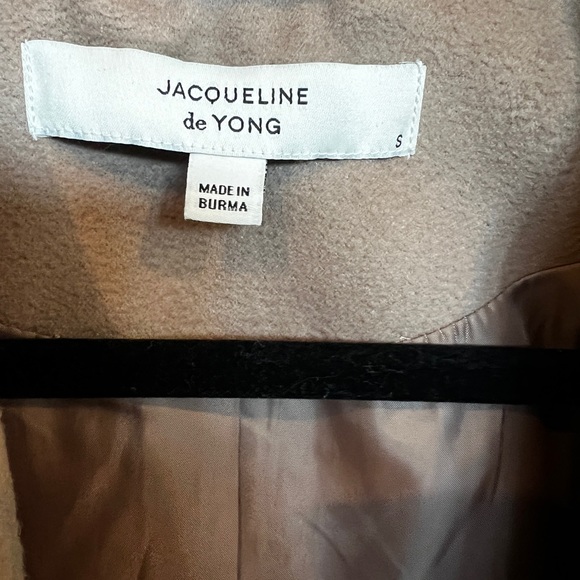 JACQUELINE
de YONG
S
MADE IN
BURMA